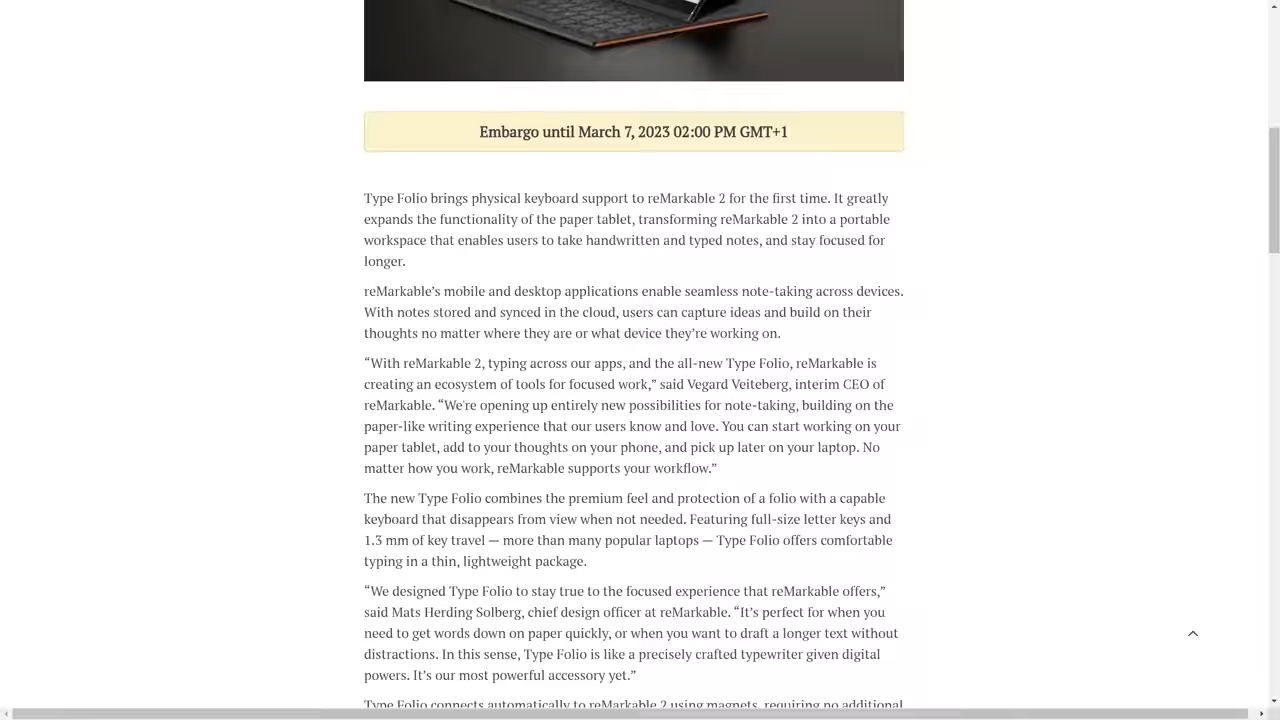 Embargo until March 7, 2023 02:00 PM GMT+1
Type Folio brings physical keyboard support to reMarkable 2 for the first time. It greatly
expands the functionality of the paper tablet, transforming reMarkable 2 into a portable
workspace that enables users to take handwritten and typed notes, and stay focused for
longer.
reMarkable’s mobile and desktop applications enable seamless note-taking across devices.
With notes stored and synced in the cloud, users can capture ideas and build on their
thoughts no matter where they are or what device they’re working on.
“With reMarkable 2, typing across our apps, and the all-new Type Folio, reMarkable is
creating an ecosystem of tools for focused work,” said Vegard Veiteberg, interim CEO of
reMarkable. “We're opening up entirely new possibilities for note-taking, building on the
paper-like writing experience that our users know and love. You can start working on your
paper tablet, add to your thoughts on your phone, and pick up later on your laptop. No
matter how you work, reMarkable supports your workflow.”
The new Type Folio combines the premium feel and protection of a folio with a capable
keyboard that disappears from view when not needed. Featuring full-size letter keys and
1.3 mm of key travel — more than many popular laptops — Type Folio offers comfortable
typing in a thin, lightweight package.
“We designed Type Folio to stay true to the focused experience that reMarkable offers,”
said Mats Herding Solberg, chief design officer at reMarkable. “It’s perfect for when you
need to get words down on paper quickly, or when you want to draft a longer text without
distractions. In this sense, Type Folio is like a precisely crafted typewriter given digital
powers. It’s our most powerful accessory yet.”
Type Folio connects automatically to reMarkable 2 using magnets, requiring no additional